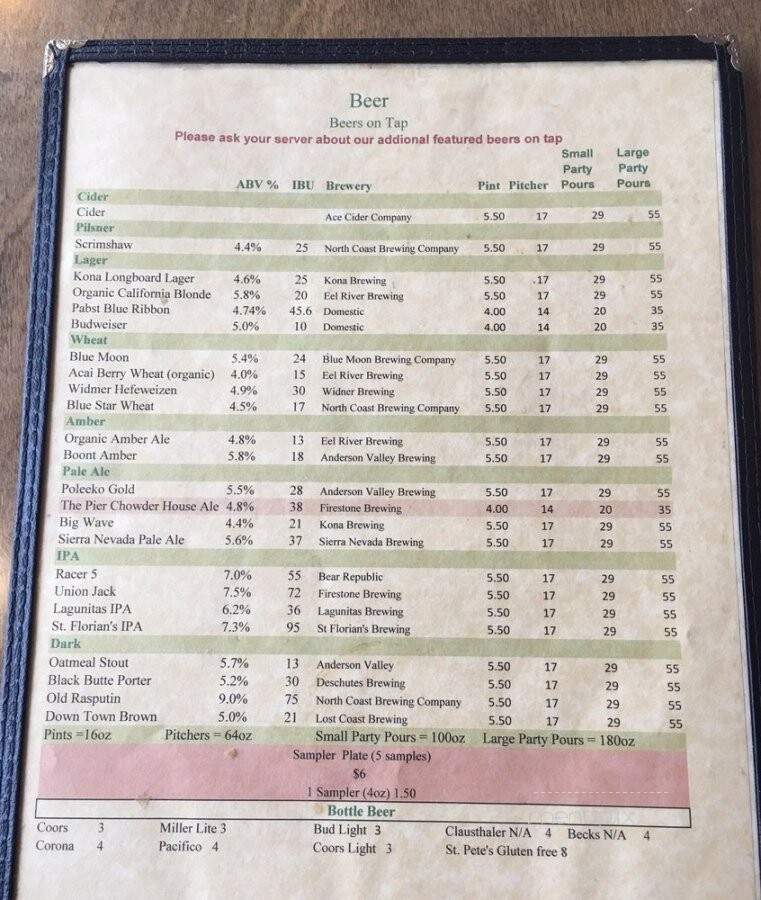 Beer
Beers on Tap
Please ask your server about our addional featured beers on tap
Small Large
Party Party
ABV % IBU Brewery Pint Pitcher Pours Pours
Cider
Cider Ace Cider Company 5.50 17 29 55
Pilsner
Scrimshaw 4.4% 25 North Coast Brewing Company 5.50 17 29 55
Lager
Kona Longboard Lager 4.6% 25 Kona Brewing 5.50 .17 29 55
Organic California Blonde 5.8% 20 Eel River Brewing 5.50 17 29 55
Pabst Blue Ribbon 4.74% 45.6 Domestic 4.00 14 20 35
Budweiser 5.0% 10 Domestic 4.00 14 20 35
Wheat
Blue Moon 5.4% 24 Blue Moon Brewing Company 5.50 17 29 55
Acai Berry Wheat (organic) 4.0% 15 Eel River Brewing 5.50 17 29 55
Widmer Hefeweizen 4.9% 30 Widner Brewing 5.50 17 29 55
Blue Star Wheat 4.5% 17 North Coast Brewing Company 5.50 17 29 55
Amber
Organic Amber Ale 4.8% 13 Eel River Brewing 5.50 17 29 55
Boont Amber 5.8% 18 Anderson Valley Brewing 5.50 17 29 55
Pale Ale
Poleeko Gold 5.5% 28 Anderson Valley Brewing 5.50 17 29 55
The Pier Chowder House Ale 4.8% 38 Firestone Brewing 4.00 14 20 35
Big Wave 4.4% 21 Kona Brewing 5.50 17 29 55
Sierra Nevada Pale Ale 5.6% 37 Sierra Nevada Brewing 5.50 17 29 55
IPA
Racer 5 7.0% 55 Bear Republic 5.50 17 29 55
Union Jack 7.5% 72 Firestone Brewing 5.50 17 29 55
Lagunitas IPA 6.2% 36 Lagunitas Brewing 5.50 17 29 55
St. Florian's IPA 7.3% 95 St Florian's Brewing 5.50 17 29 55
Dark
Oatmeal Stout 5.7% 13 Anderson Valley 5.50 17 29 55
Black Butte Porter 5.2% 30 Deschutes Brewing 5.50 17 29 55
Old Rasputin 9.0% 75 North Coast Brewing Company 5.50 17 29 55
Down Town Brown 5.0% 21 Lost Coast Brewing 5.50 17 29 55
Pints =16oz Pitchers = 64oz Small Party Pours = 100oz Large Party Pours = 180oz
Sampler Plate (5 samples)
$6
1 Sampler (4oz) 1.50
Bottle Beer
Coors 3 Miller Lite 3 Bud Light 3 Clausthaler N/A 4 Becks N/A 4
Corona 4 Pacifico 4 Coors Light 3 St. Pete's Gluten free 8